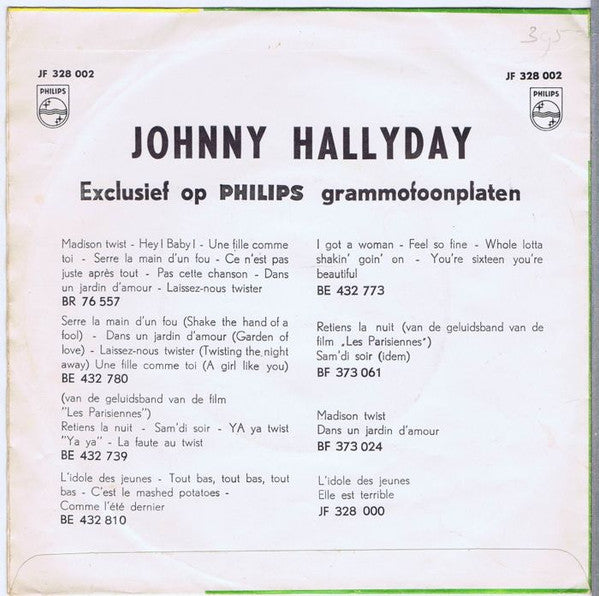 395-
JF 328 002
JF 328 002
PHILIPS
PHILIPS
JOHNNY HALLYDAY
Exclusief op PHILIPS grammofoonplaten
Madison twist - Hey! Baby! - Une fille comme
toi - Serre la main d'un fou - Ce n'est pas
juste après tout - Pas cette chanson - Dans
un jardin d'amour - Laissez-nous twister
BR 76 557
Serre la main d'un fou (Shake the hand of a
fool) - Dans un jardin d'amour (Garden of
love) - Laissez-nous twister (Twisting the night
away) Une fille comme toi (A girl like you)
BE 432 780
(van de geluidsband van de film
"Les Parisiennes")
Retiens la nuit - Sam'di soir - YA ya twist
"Ya ya" - La faute au twist
BE 432 739
L'idole des jeunes - Tout bas, tout bas, tout
bas - C'est le mashed potatoes -
Comme l'été dernier
BE 432 810
I got a woman - Feel so fine - Whole lotta
shakin' goin' on - You're sixteen you're
beautiful
BE 432 773
Retiens la nuit (van de geluidsband van de
film „Les Parisiennes")
Sam'di soir (idem)
BF 373 061
Madison twist
Dans un jardin d'amour
BF 373 024
L'idole des jeunes
Elle est terrible
JF 328 000